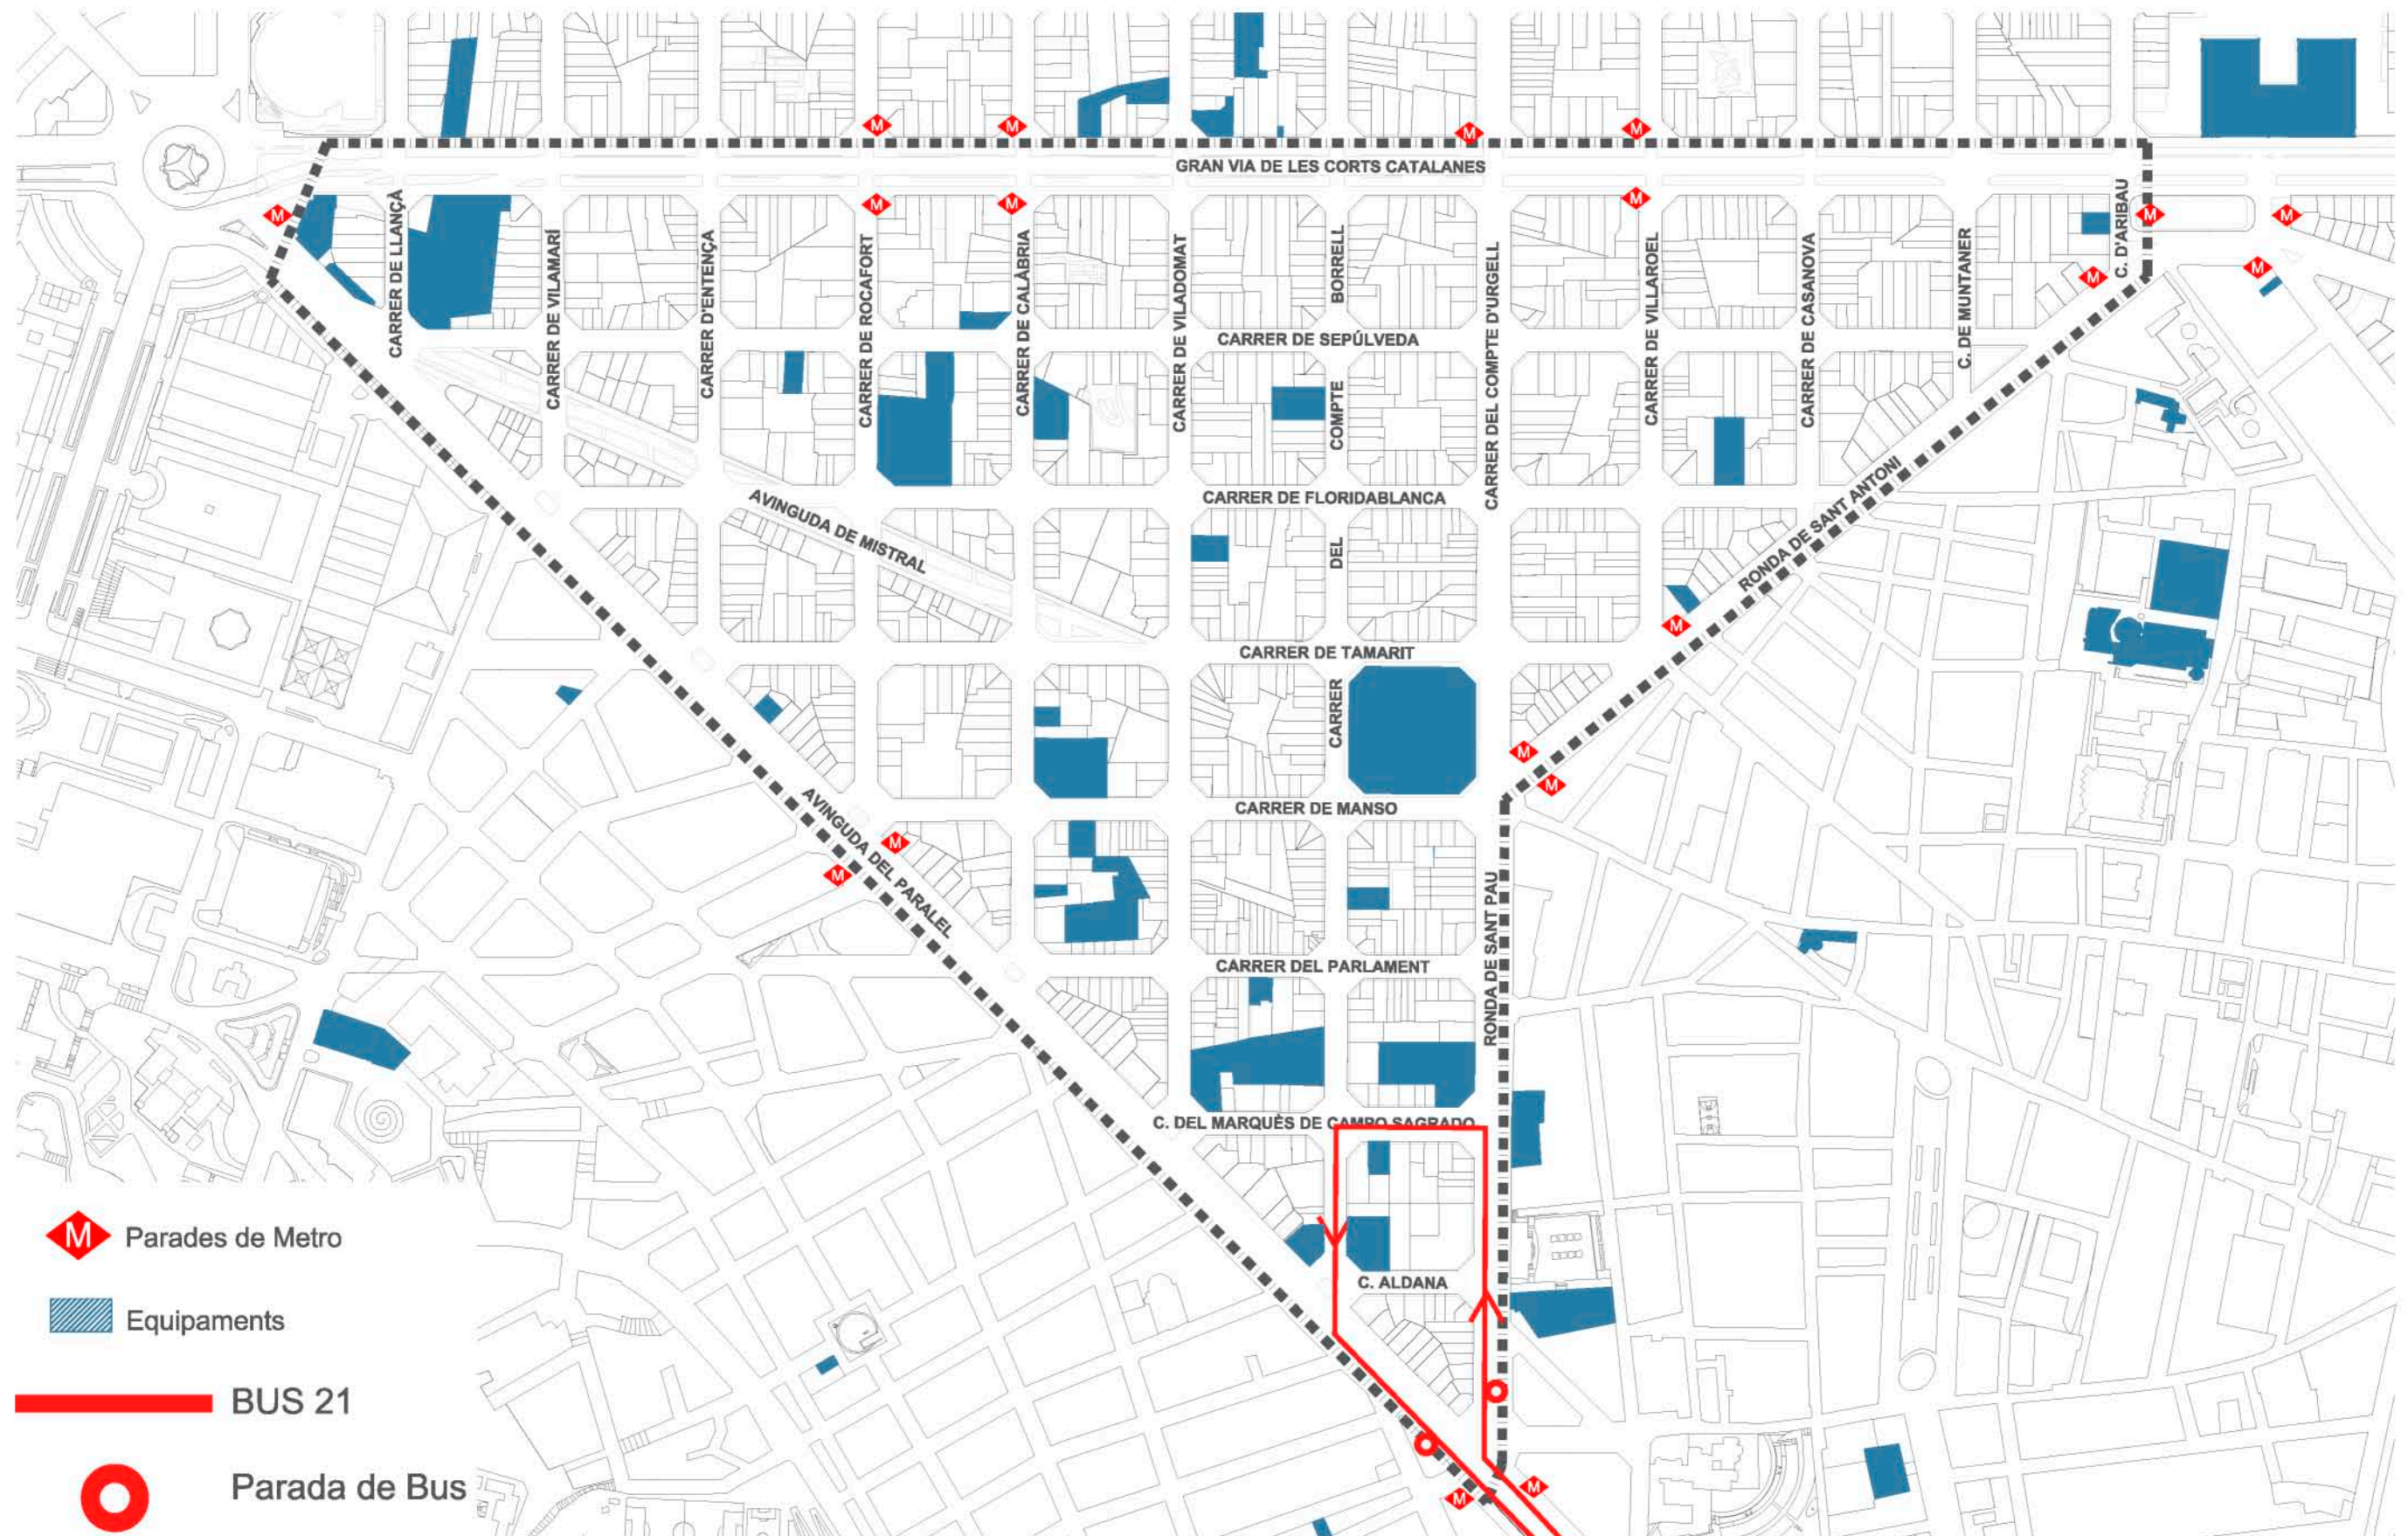 M
M
M
M
GRAN VIA DE LES CORTS CATALANES
M
M
M
M
M
M
M
M
M
CARRER DE LLANÇÀ
CARRER DE VILAMARÍ
CARRER D'ENTENÇA
CARRER DE ROCAFORT
CARRER DE CALÀBRIA
CARRER DE VILADOMAT
BORRELL
COMPTE
DEL
CARRER
CARRER DEL COMPTE D'URGELL
CARRER DE VILLAROEL
CARRER DE CASANOVA
C. DE MUNTANER
C. D'ARIBAU
CARRER DE SEPÚLVEDA
CARRER DE FLORIDABLANCA
AVINGUDA DE MISTRAL
RONDA DE SANT ANTONI
M
CARRER DE TAMARIT
M
M
CARRER DE MANSO
AVINGUDA DEL PARALEL
M
M
RONDA DE SANT PAU
CARRER DEL PARLAMENT
C. DEL MARQUÈS DE CAMPO SAGRADO
C. ALDANA
M
M
M Parades de Metro
Equipaments
BUS 21
Parada de Bus